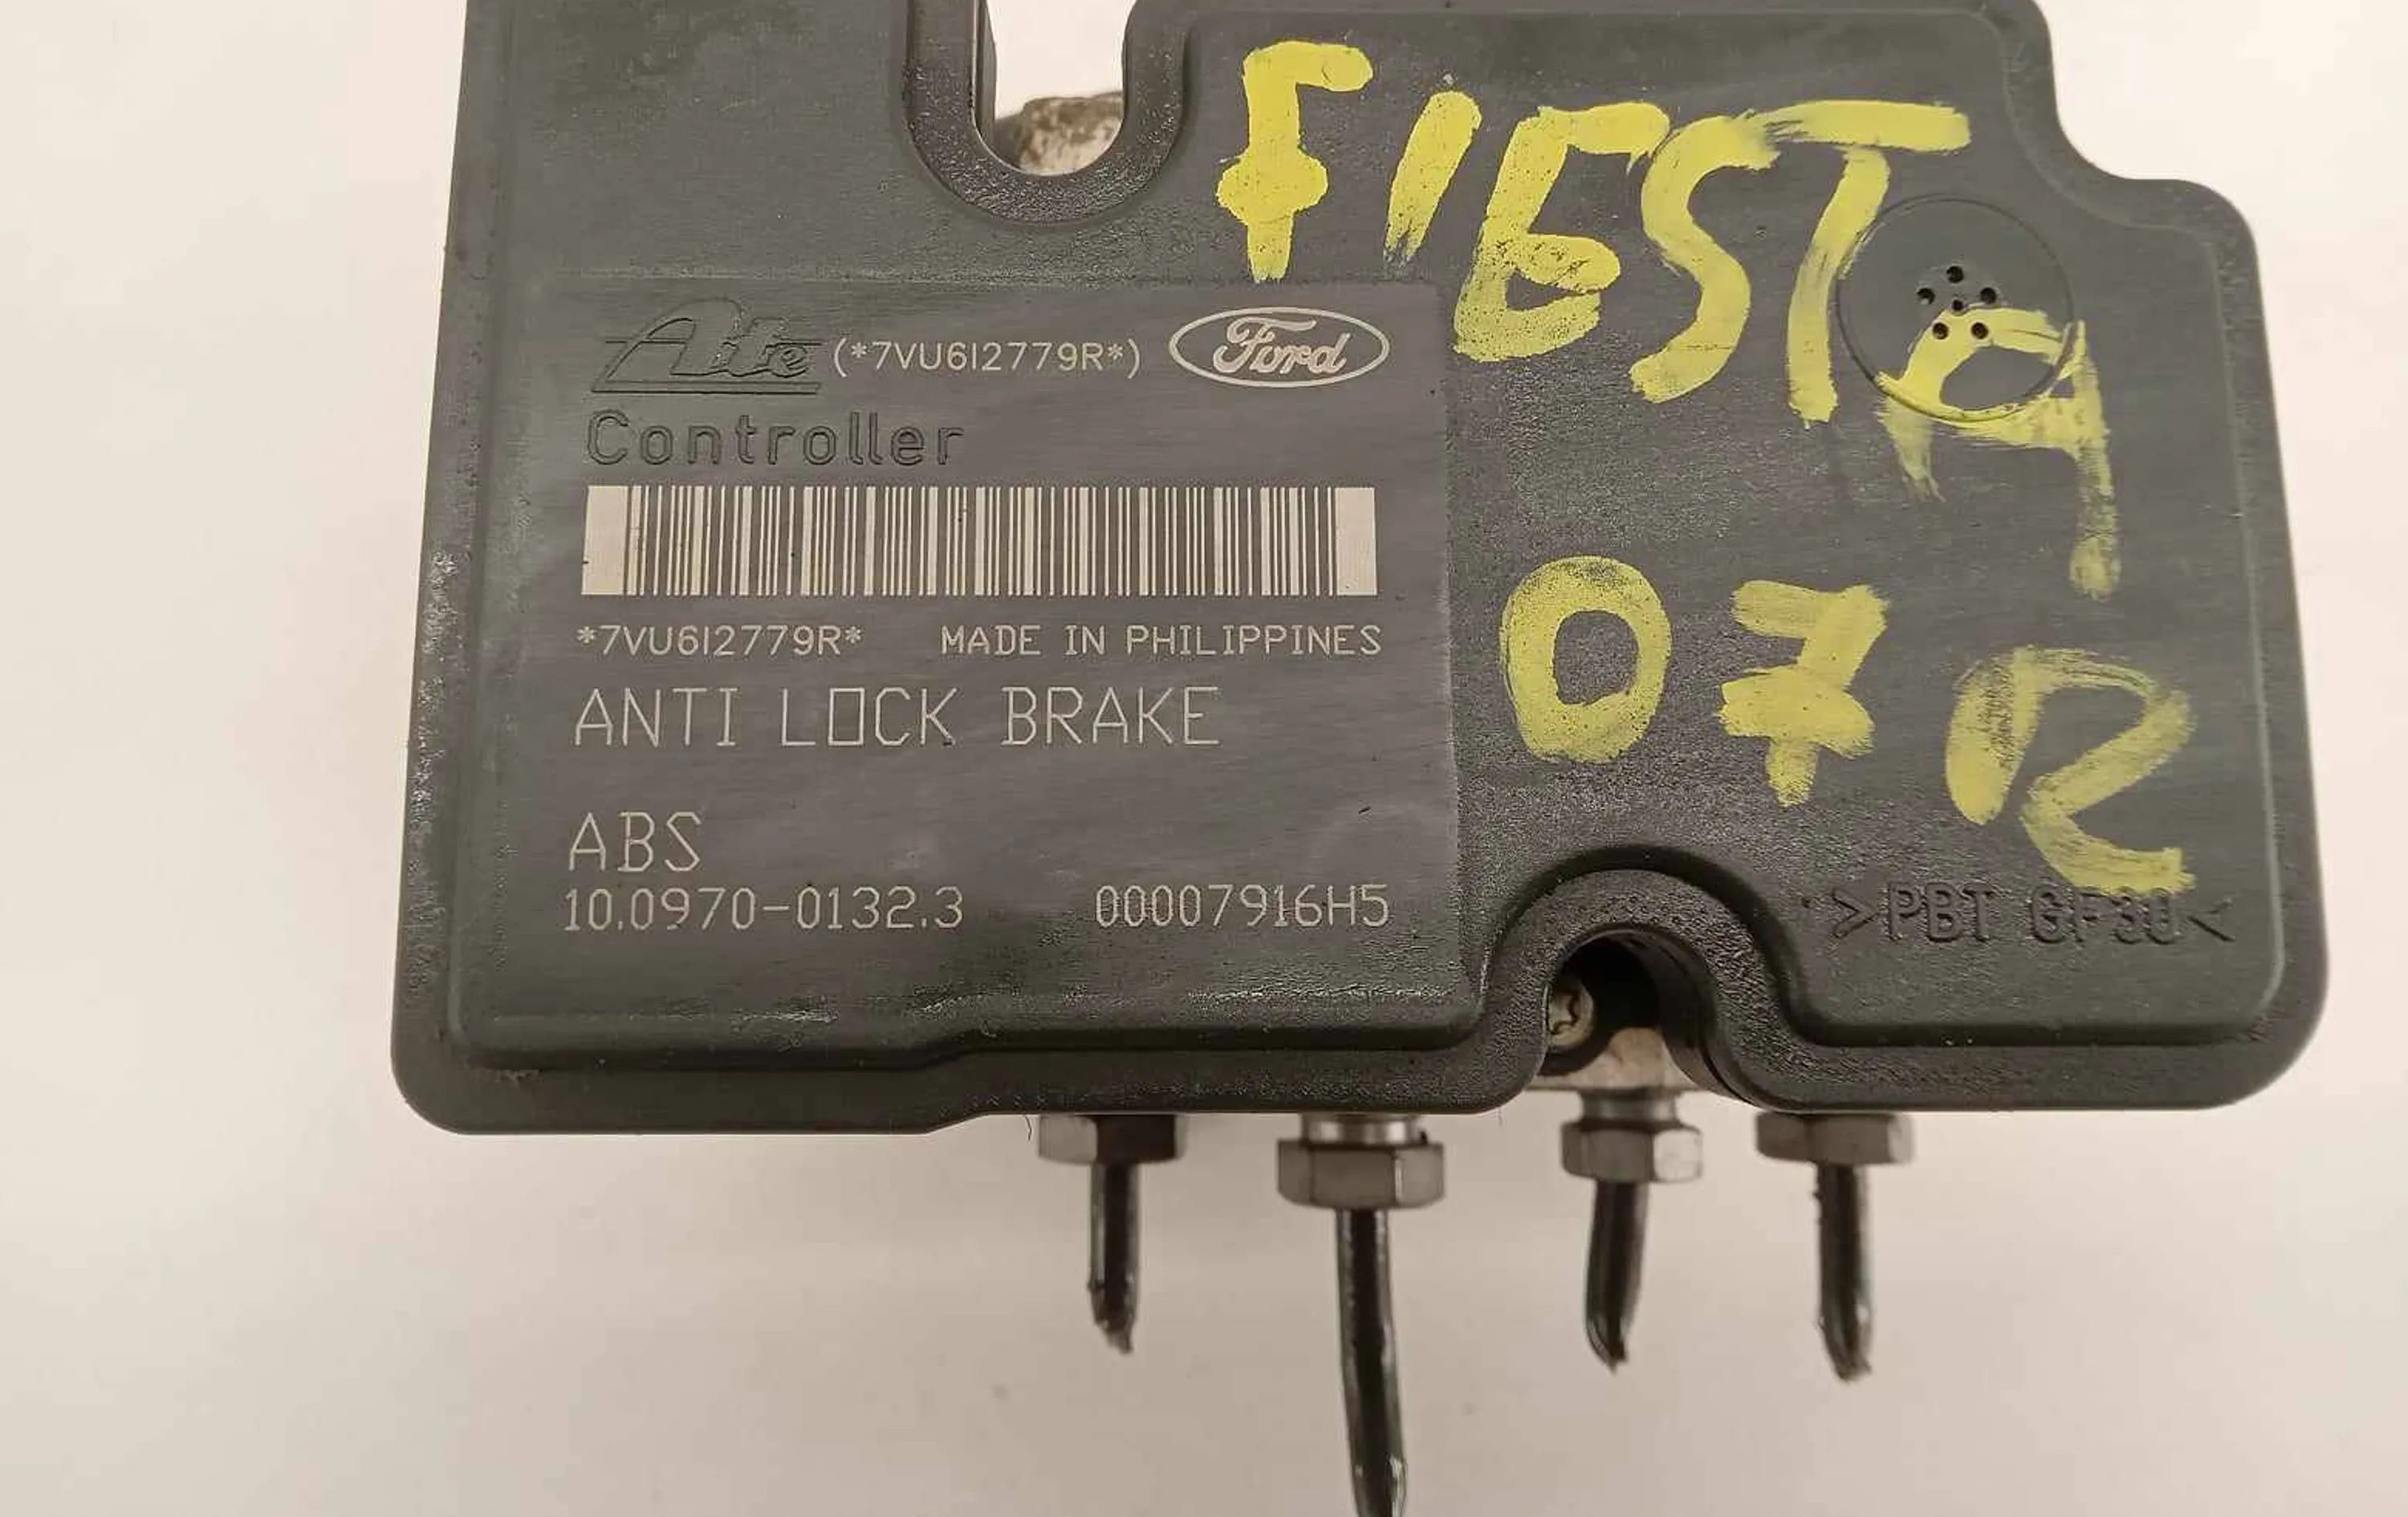 FIESTA
Ate (*7VU6I2779R*) Ford
Controller
*7VU6I2779R* MADE IN PHILIPPINES
ANTI LOCK BRAKE
07R
ABS
10.0970-0132.3 00007916H5
>PBT GF30<